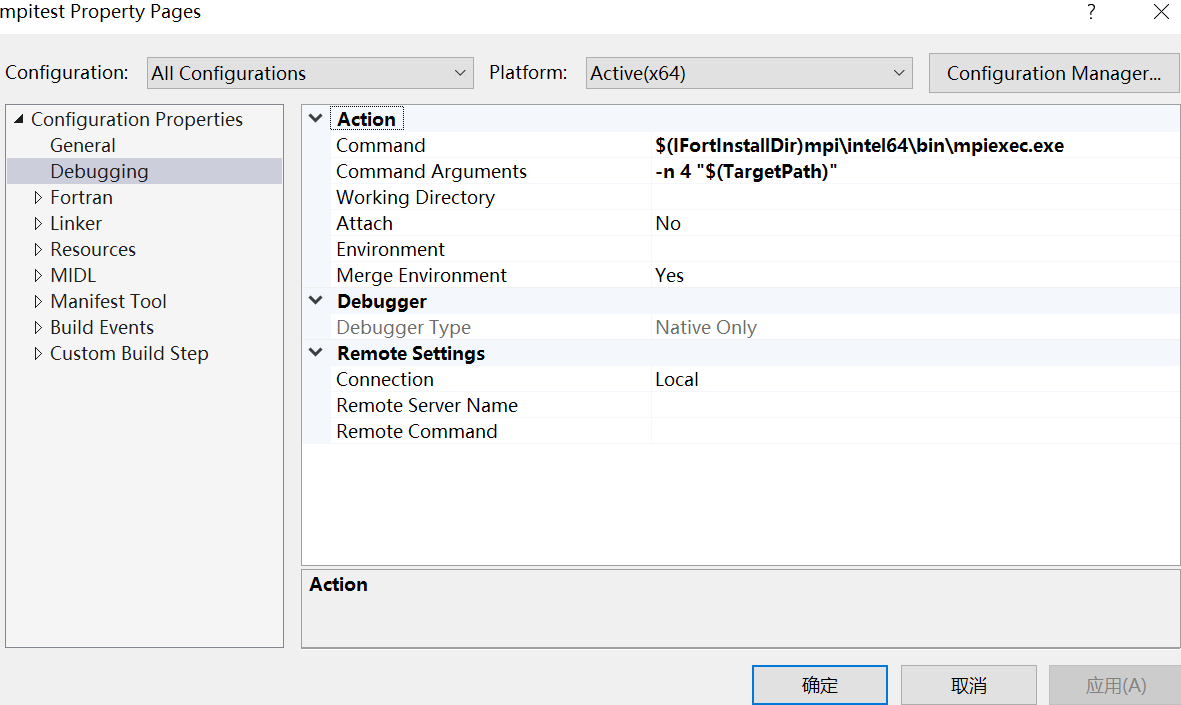 mpitest Property Pages
Configuration: All Configurations Platform: Active(x64) Configuration Manager...
Configuration Properties
General
Debugging
Fortran
Linker
Resources
MIDL
Manifest Tool
Build Events
Custom Build Step
Action
Command $(IFortInstallDir)mpi\intel64\bin\mpiexec.exe
Command Arguments -n 4 "$(TargetPath)"
Working Directory
Attach No
Environment
Merge Environment Yes
Debugger
Debugger Type Native Only
Remote Settings
Connection Local
Remote Server Name
Remote Command
Action
确定 取消 应用(A)